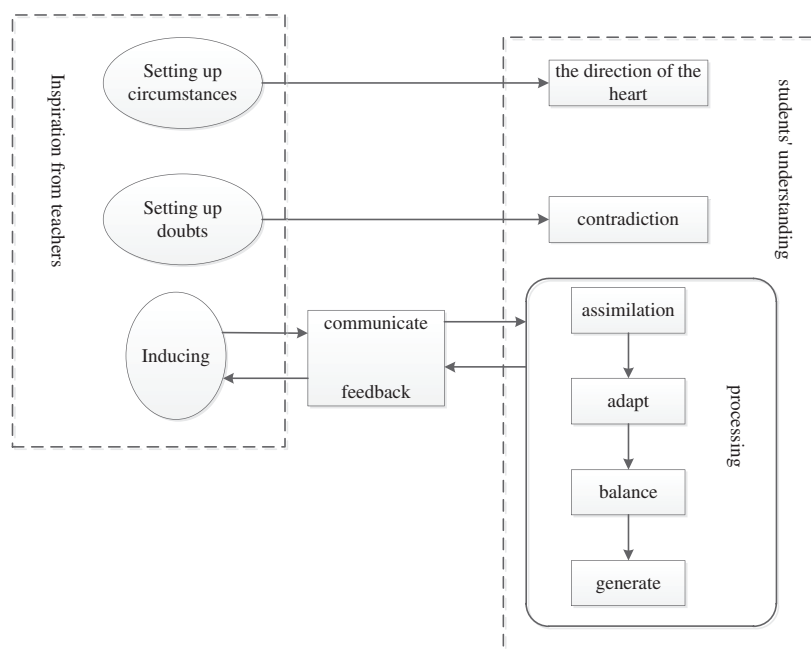 Inspiration from teachers
Setting up
circumstances
the direction of the
heart
students' understanding
Setting up
doubts
contradiction
Inducing
communicate
feedback
assimilation
adapt
balance
generate
processing